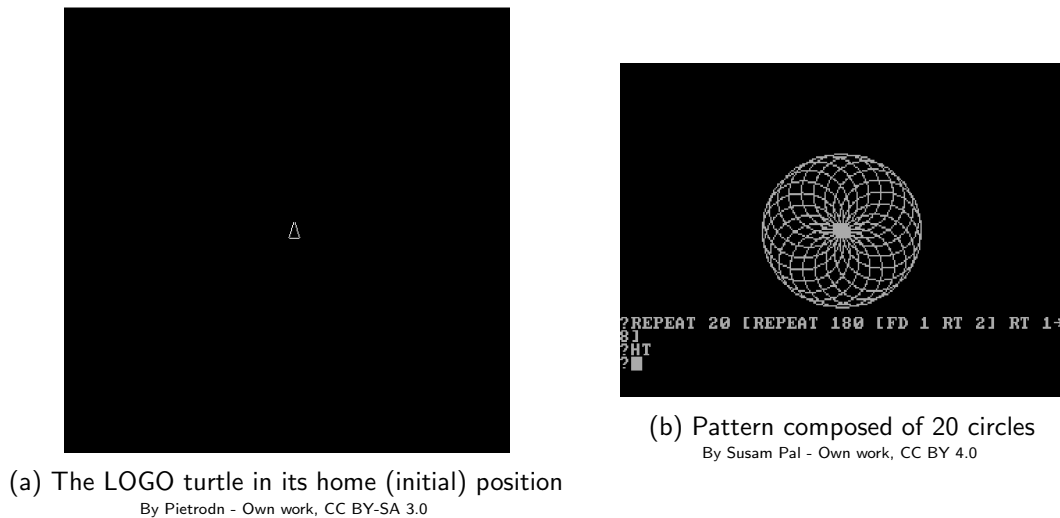 ?REPEAT 20 [REPEAT 180 [FD 1 RT 2] RT 1→
8]
?HT
?
(a) The LOGO turtle in its home (initial) position
By Pietrodn - Own work, CC BY-SA 3.0
(b) Pattern composed of 20 circles
By Susam Pal - Own work, CC BY 4.0